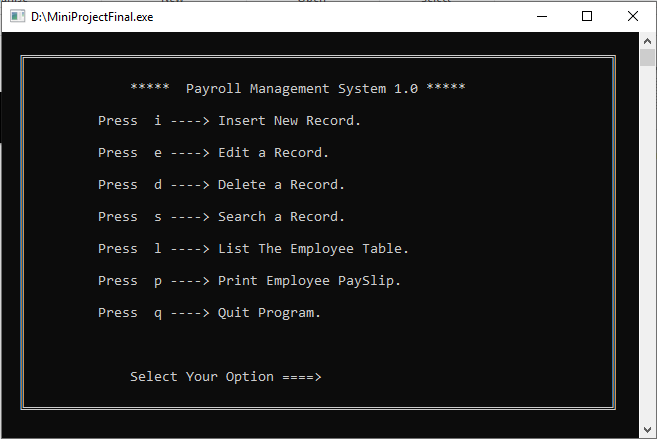 D:\MiniProjectFinal.exe
***** Payroll Management System 1.0 *****
Press i ----> Insert New Record.
Press e ----> Edit a Record.
Press d ----> Delete a Record.
Press s ----> Search a Record.
Press l ----> List The Employee Table.
Press p ----> Print Employee PaySlip.
Press q ----> Quit Program.
Select Your Option ====>